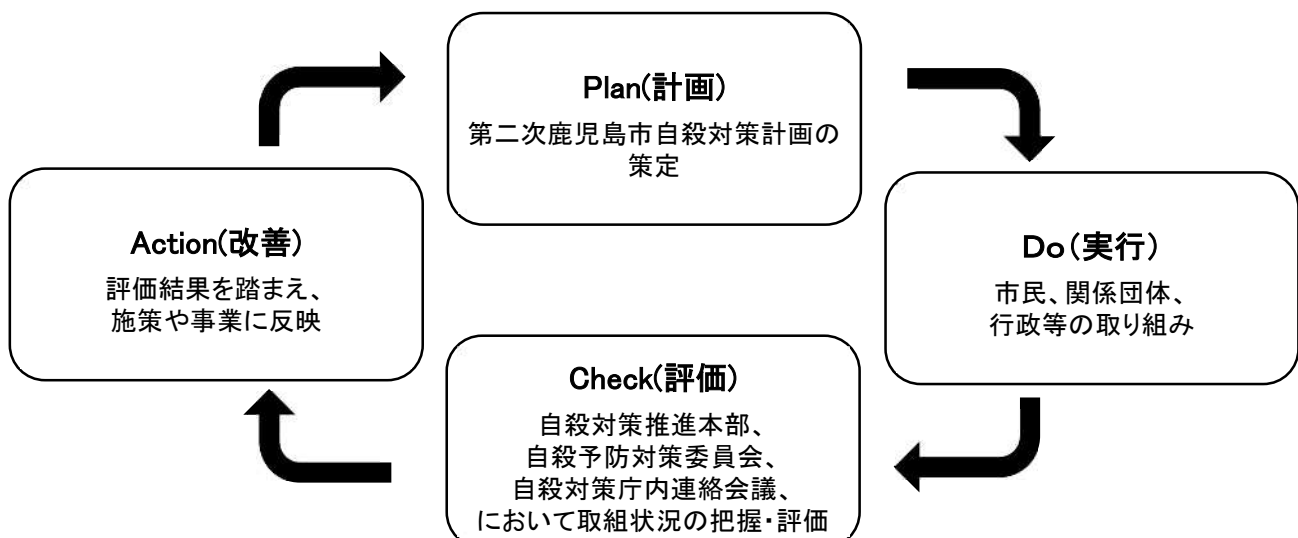 Plan(計画)
第二次鹿児島市自殺対策計画の
策定
Do(実行)
市民、関係団体、
行政等の取り組み
Check(評価)
自殺対策推進本部、
自殺予防対策委員会、
自殺対策庁内連絡会議、
において取組状況の把握・評価
Action(改善)
評価結果を踏まえ、
施策や事業に反映